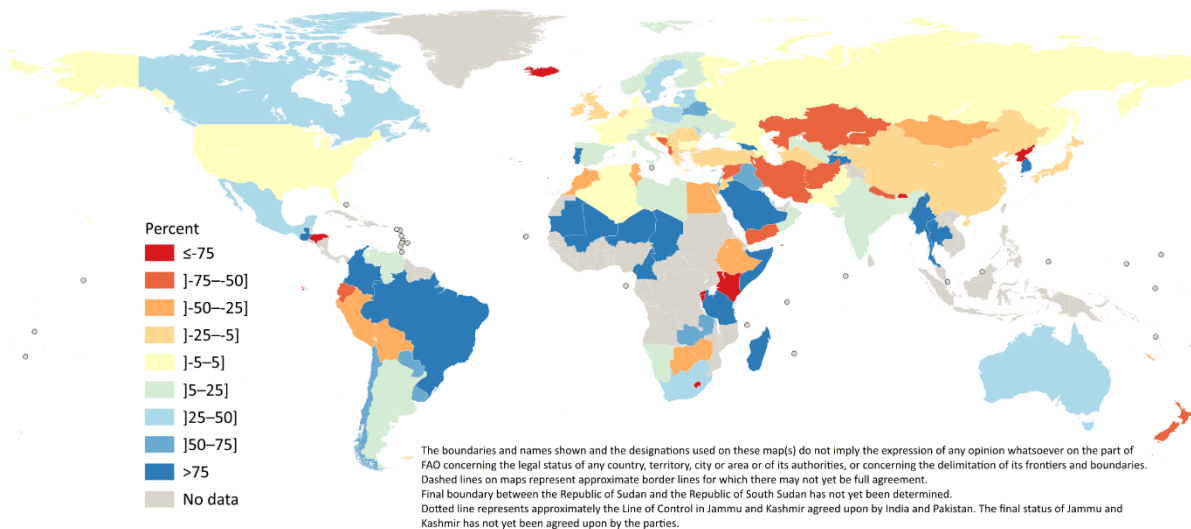 Percent
≤-75
]-75–-50]
]-50–-25]
]-25–-5]
]-5–5]
]5–25]
]25–50]
]50–75]
>75
No data
The boundaries and names shown and the designations used on these map(s) do not imply the expression of any opinion whatsoever on the part of
FAO concerning the legal status of any country, territory, city or area or of its authorities, or concerning the delimitation of its frontiers and boundaries.
Dashed lines on maps represent approximate border lines for which there may not yet be full agreement.
Final boundary between the Republic of Sudan and the Republic of South Sudan has not yet been determined.
Dotted line represents approximately the Line of Control in Jammu and Kashmir agreed upon by India and Pakistan. The final status of Jammu and
Kashmir has not yet been agreed upon by the parties.